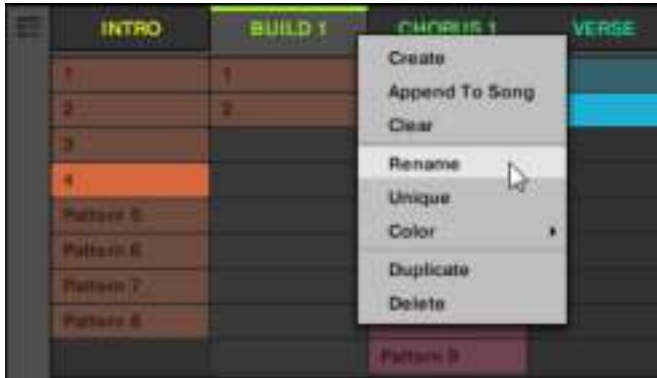 INTRO BUILD 1 CHORUS 1 VERSE
Create
1 1
Append To Song
2 2
Clear
3
Rename
4
Unique
Pattern 5
Color
Pattern 6
Duplicate
Pattern 7
Delete
Pattern 8
Pattern 9